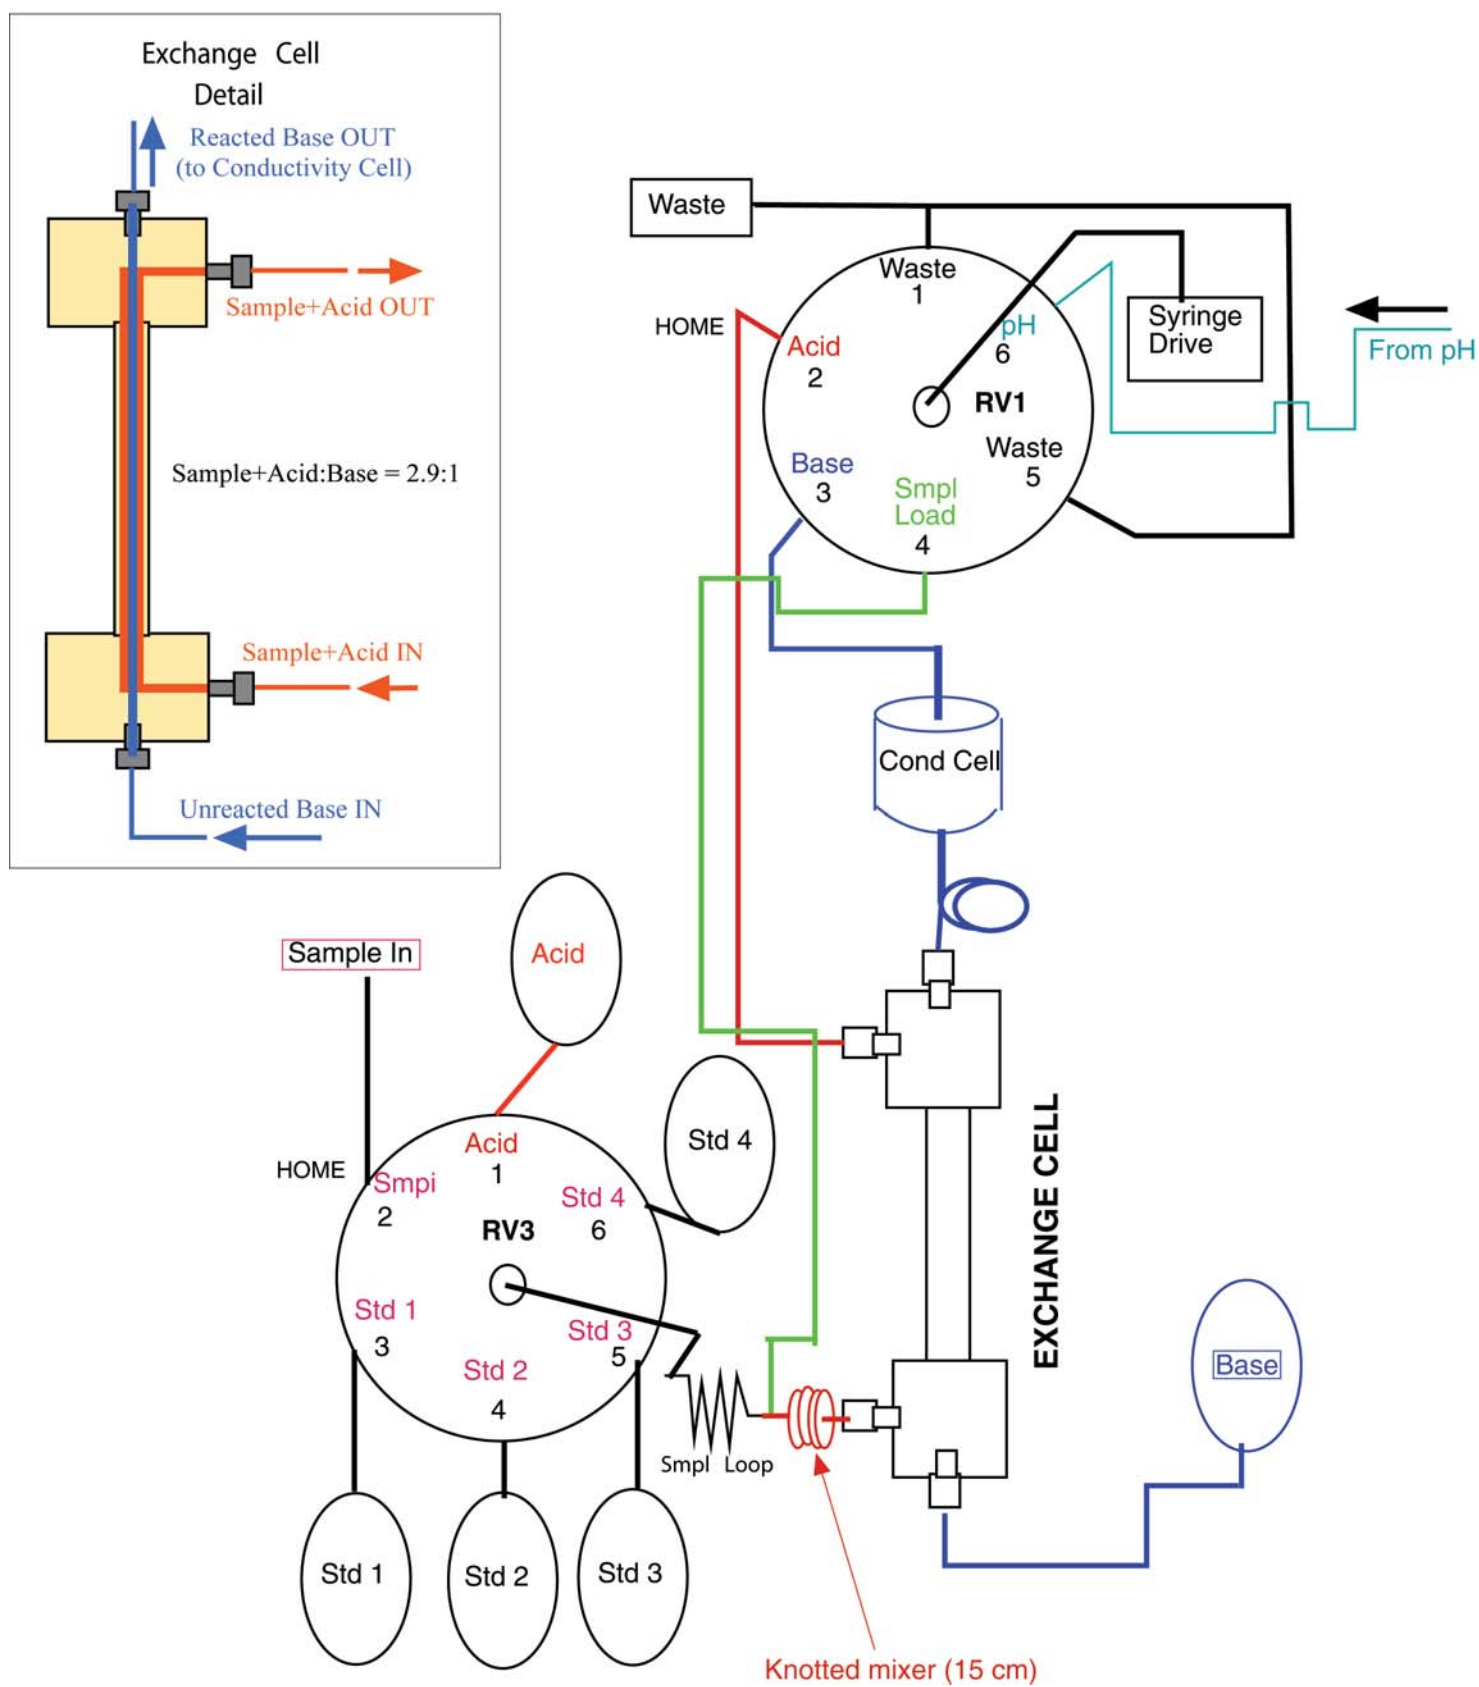 Exchange Cell
Detail
Reacted Base OUT
(to Conductivity Cell)
Sample+Acid OUT
Sample+Acid:Base = 2.9:1
Sample+Acid IN
Unreacted Base IN
Waste
Waste
1
HOME
Acid
2
pH
6
RV1
Syringe
Drive
From pH
Base
3
Smpl
Load
4
Waste
5
Cond Cell
Sample In
Acid
HOME
Acid
1
Smpi
2
Std 4
6
RV3
Std 4
Std 1
3
Std 2
4
Std 3
5
Smpl Loop
EXCHANGE CELL
Base
Std 1
Std 2
Std 3
Knotted mixer (15 cm)